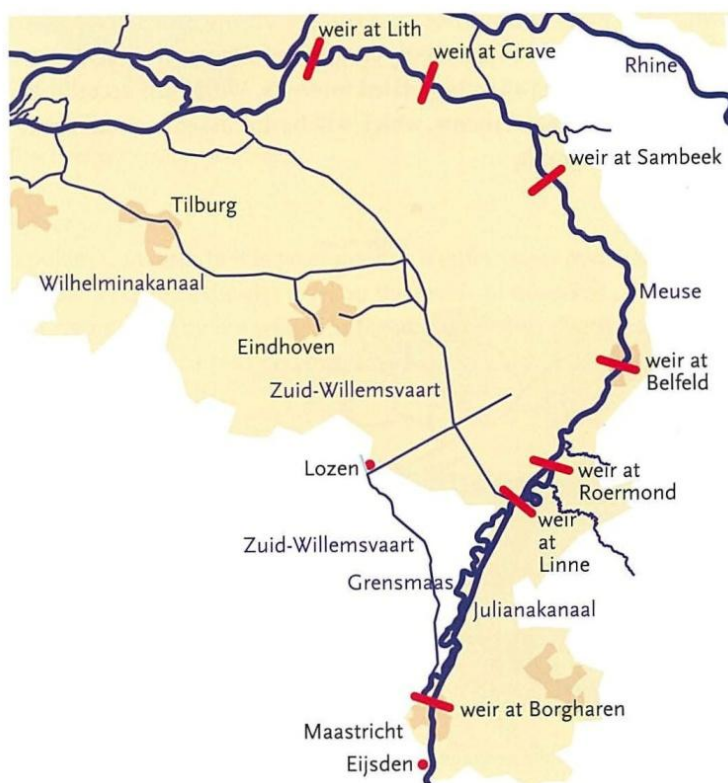 weir at Lith
weir at Grave
Rhine
weir at Sambeek
Tilburg
Wilhelminakanaal
Meuse
Eindhoven
weir at
Belfeld
Zuid-Willemsvaart
Lozen
weir at
Roermond
weir
at
Linne
Zuid-Willemsvaart
Grensmaas
Julianakanaal
weir at Borgharen
Maastricht
Eijsden